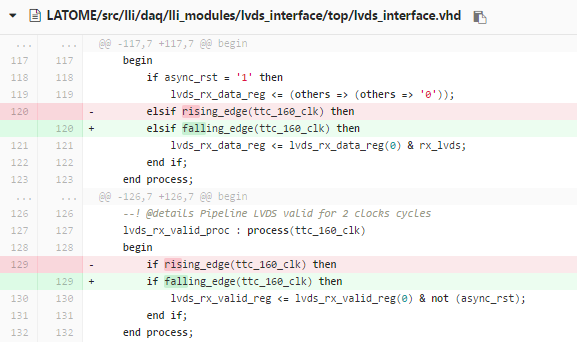 LATOME/src/lli/daq/lli_modules/lvds_interface/top/lvds_interface.vhd
... ... @@ -117,7 +117,7 @@ begin
117 117 begin
118 118 if async_rst = '1' then
119 119 lvds_rx_data_reg <= (others => (others => '0'));
120 - elsif rising_edge(ttc_160_clk) then
120 + elsif falling_edge(ttc_160_clk) then
121 121 lvds_rx_data_reg <= lvds_rx_data_reg(0) & rx_lvds;
122 122 end if;
123 123 end process;
... ... @@ -126,7 +126,7 @@ begin
126 126 --! @details Pipeline LVDS valid for 2 clocks cycles
127 127 lvds_rx_valid_proc : process(ttc_160_clk)
128 128 begin
129 - if rising_edge(ttc_160_clk) then
129 + if falling_edge(ttc_160_clk) then
130 130 lvds_rx_valid_reg <= lvds_rx_valid_reg(0) & not (async_rst);
131 131 end if;
132 132 end process;